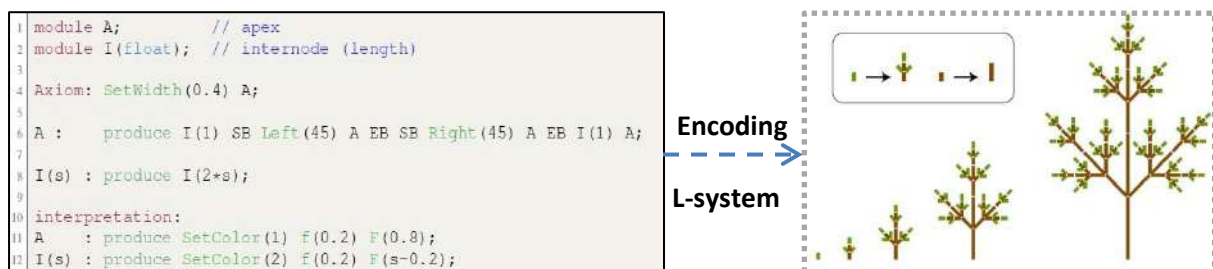 1 module A; // apex
2 module I(float); // internode (length)
3
4 Axiom: SetWidth(0.4) A;
5
6 A : produce I(1) SB Left(45) A EB SB Right(45) A EB I(1) A;
7
8 I(s) : produce I(2*s);
9
10 interpretation:
11 A : produce SetColor(1) f(0.2) F(0.8);
12 I(s) : produce SetColor(2) f(0.2) F(s-0.2);
Encoding
L-system